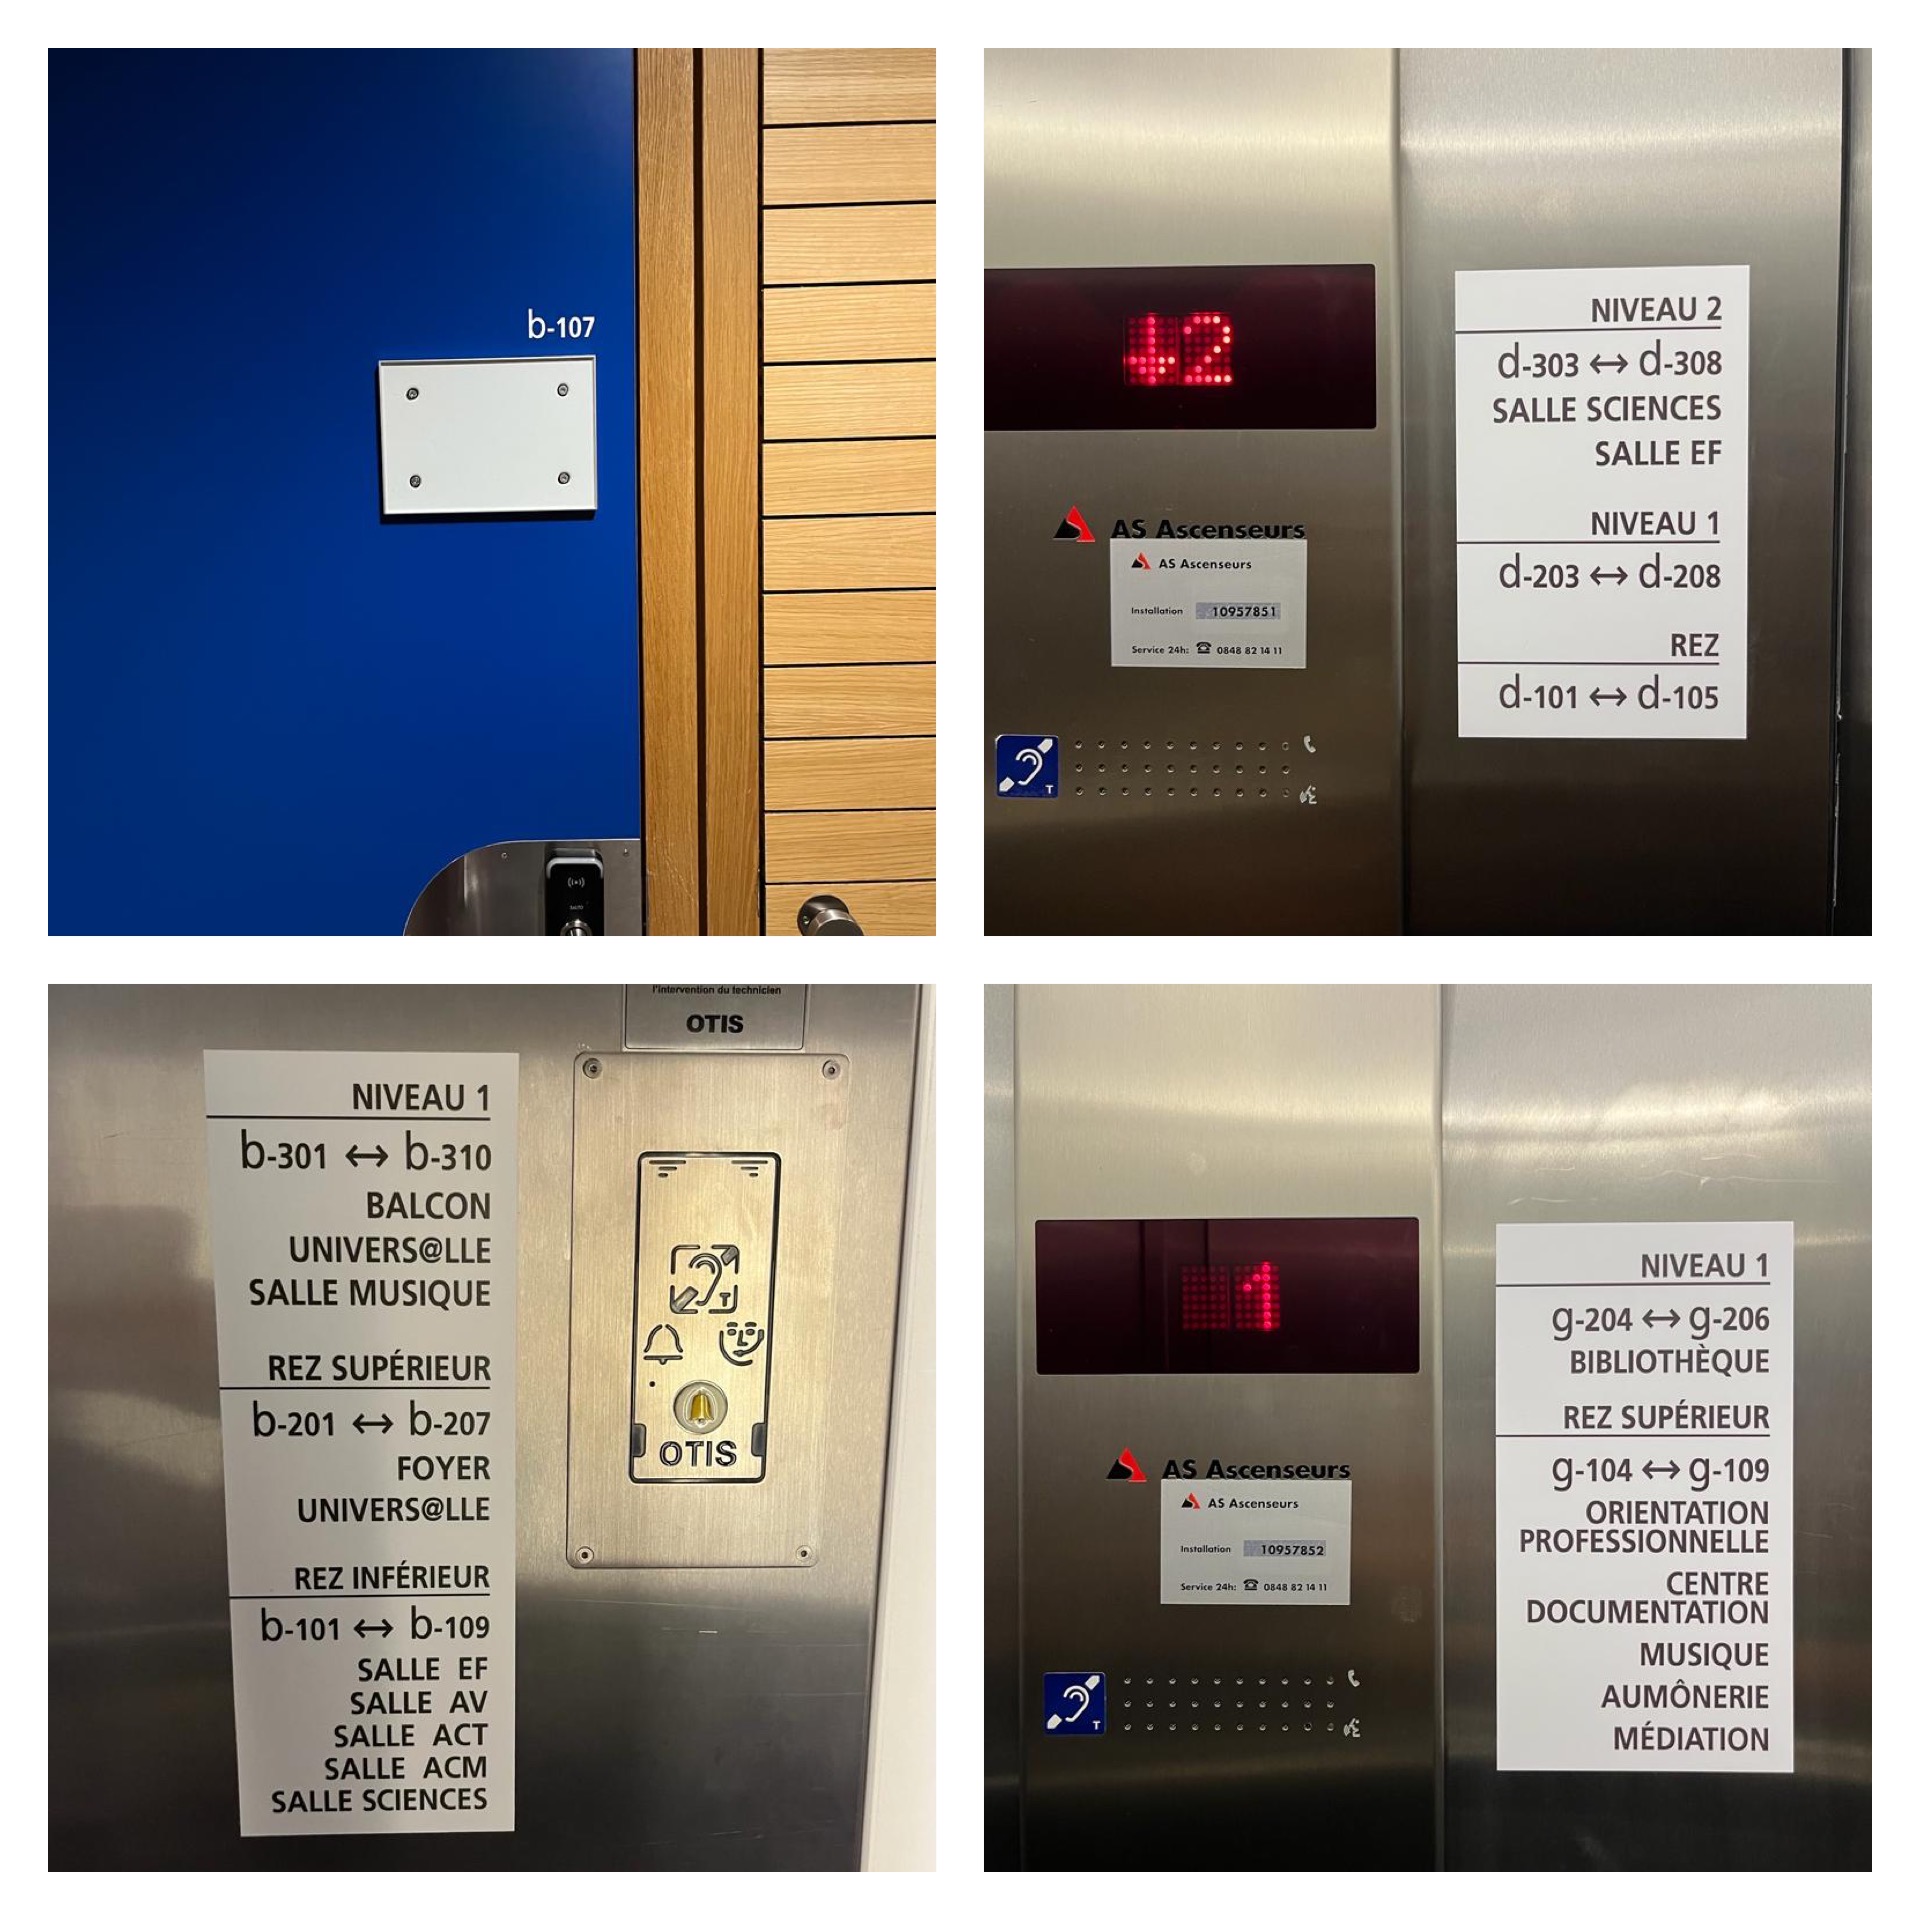 b-107
↓2
AS Ascenseurs
AS Ascenseurs
Installation 10957851
Service 24h: ☎ 0848 82 14 11
T
NIVEAU 2
d-303 ↔ d-308
SALLE SCIENCES
SALLE EF
NIVEAU 1
d-203 ↔ d-208
REZ
d-101 ↔ d-105
NIVEAU 1
b-301 ↔ b-310
BALCON
UNIVERS@LLE
SALLE MUSIQUE
REZ SUPÉRIEUR
b-201 ↔ b-207
FOYER
UNIVERS@LLE
REZ INFÉRIEUR
b-101 ↔ b-109
SALLE EF
SALLE AV
SALLE ACT
SALLE ACM
SALLE SCIENCES
l'intervention du technicien
OTIS
T
OTIS
1
AS Ascenseurs
AS Ascenseurs
Installation 10957852
Service 24h: ☎ 0848 82 14 11
T
NIVEAU 1
g-204 ↔ g-206
BIBLIOTHÈQUE
REZ SUPÉRIEUR
g-104 ↔ g-109
ORIENTATION
PROFESSIONNELLE
CENTRE
DOCUMENTATION
MUSIQUE
AUMÔNERIE
MÉDIATION